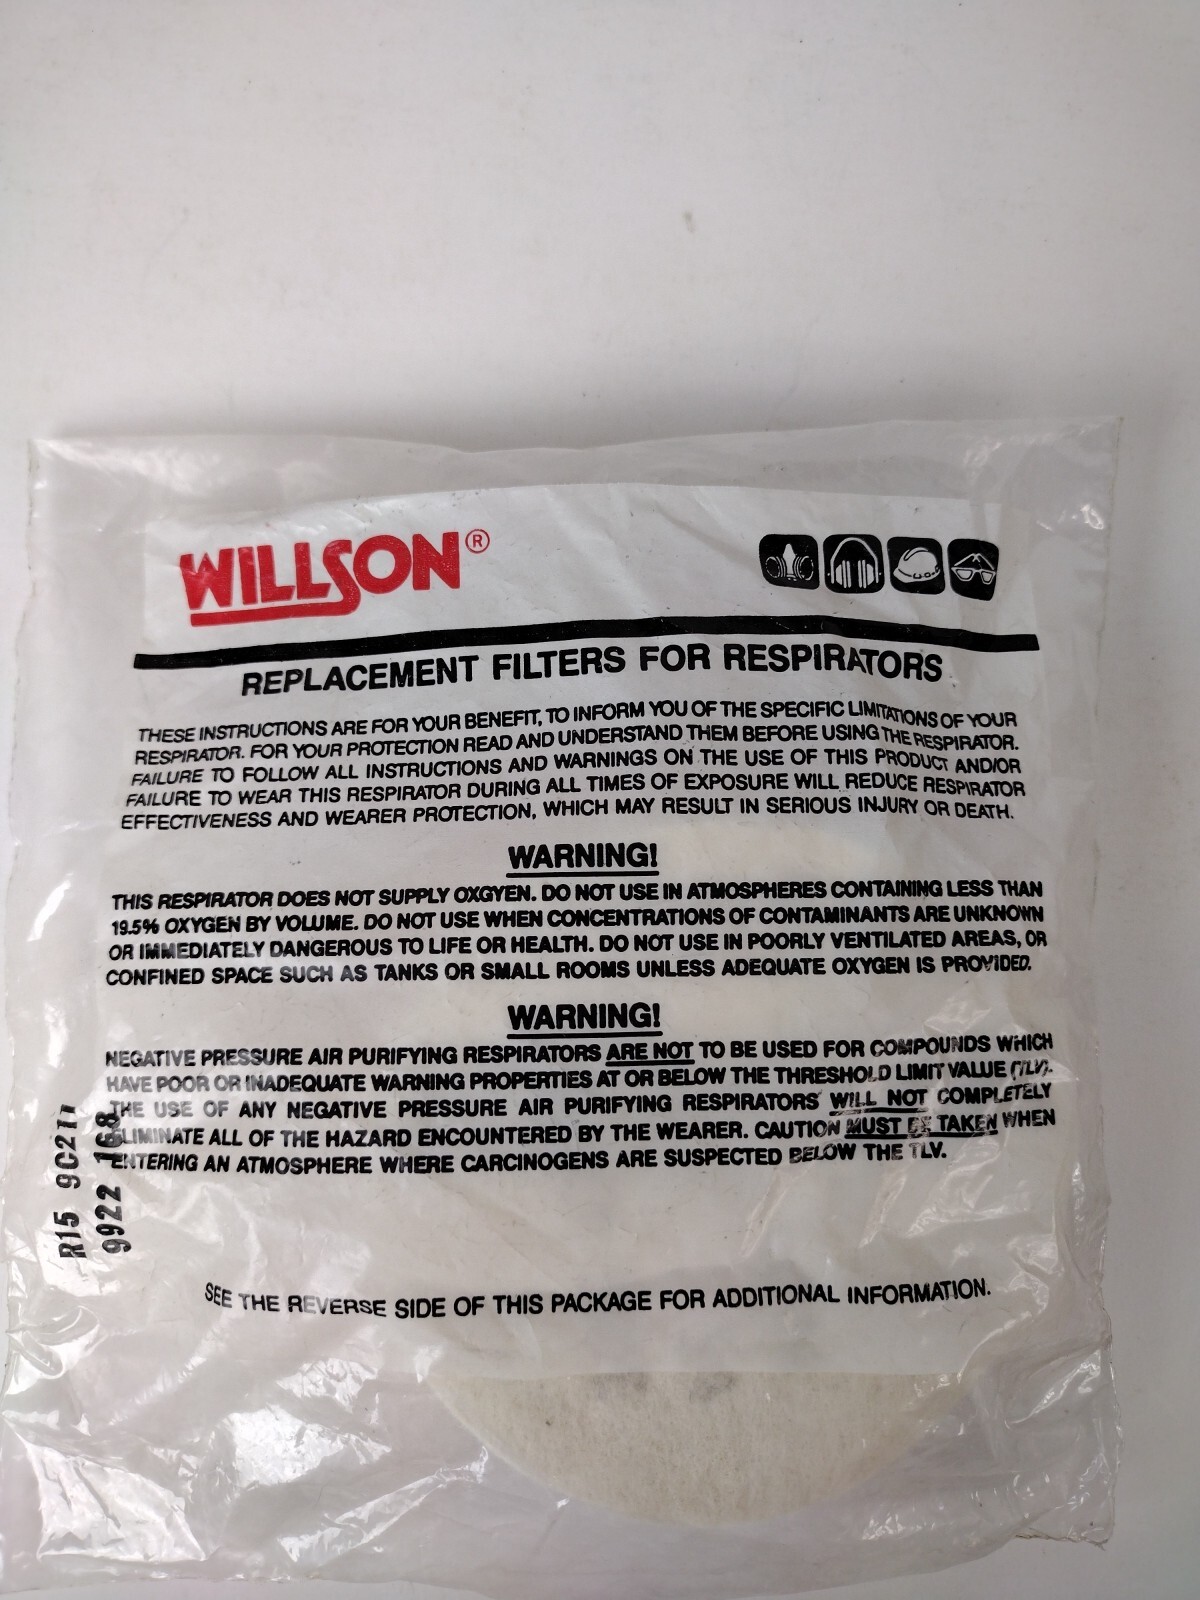 WILLSON®
REPLACEMENT FILTERS FOR RESPIRATORS
THESE INSTRUCTIONS ARE FOR YOUR BENEFIT, TO INFORM YOU OF THE SPECIFIC LIMITATIONS OF YOUR
RESPIRATOR. FOR YOUR PROTECTION READ AND UNDERSTAND THEM BEFORE USING THE RESPIRATOR.
FAILURE TO FOLLOW ALL INSTRUCTIONS AND WARNINGS ON THE USE OF THIS PRODUCT AND/OR
FAILURE TO WEAR THIS RESPIRATOR DURING ALL TIMES OF EXPOSURE WILL REDUCE RESPIRATOR
EFFECTIVENESS AND WEARER PROTECTION, WHICH MAY RESULT IN SERIOUS INJURY OR DEATH.
WARNING!
THIS RESPIRATOR DOES NOT SUPPLY OXGYEN. DO NOT USE IN ATMOSPHERES CONTAINING LESS THAN
19.5% OXYGEN BY VOLUME. DO NOT USE WHEN CONCENTRATIONS OF CONTAMINANTS ARE UNKNOWN
OR IMMEDIATELY DANGEROUS TO LIFE OR HEALTH. DO NOT USE IN POORLY VENTILATED AREAS, OR
CONFINED SPACE SUCH AS TANKS OR SMALL ROOMS UNLESS ADEQUATE OXYGEN IS PROVIDED.
WARNING!
NEGATIVE PRESSURE AIR PURIFYING RESPIRATORS ARE NOT TO BE USED FOR COMPOUNDS WHICH
HAVE POOR OR INADEQUATE WARNING PROPERTIES AT OR BELOW THE THRESHOLD LIMIT VALUE (TLV).
THE USE OF ANY NEGATIVE PRESSURE AIR PURIFYING RESPIRATORS WILL NOT COMPLETELY
ELIMINATE ALL OF THE HAZARD ENCOUNTERED BY THE WEARER. CAUTION MUST BE TAKEN WHEN
ENTERING AN ATMOSPHERE WHERE CARCINOGENS ARE SUSPECTED BELOW THE TLV.
R15 9C211
9922 168
SEE THE REVERSE SIDE OF THIS PACKAGE FOR ADDITIONAL INFORMATION.